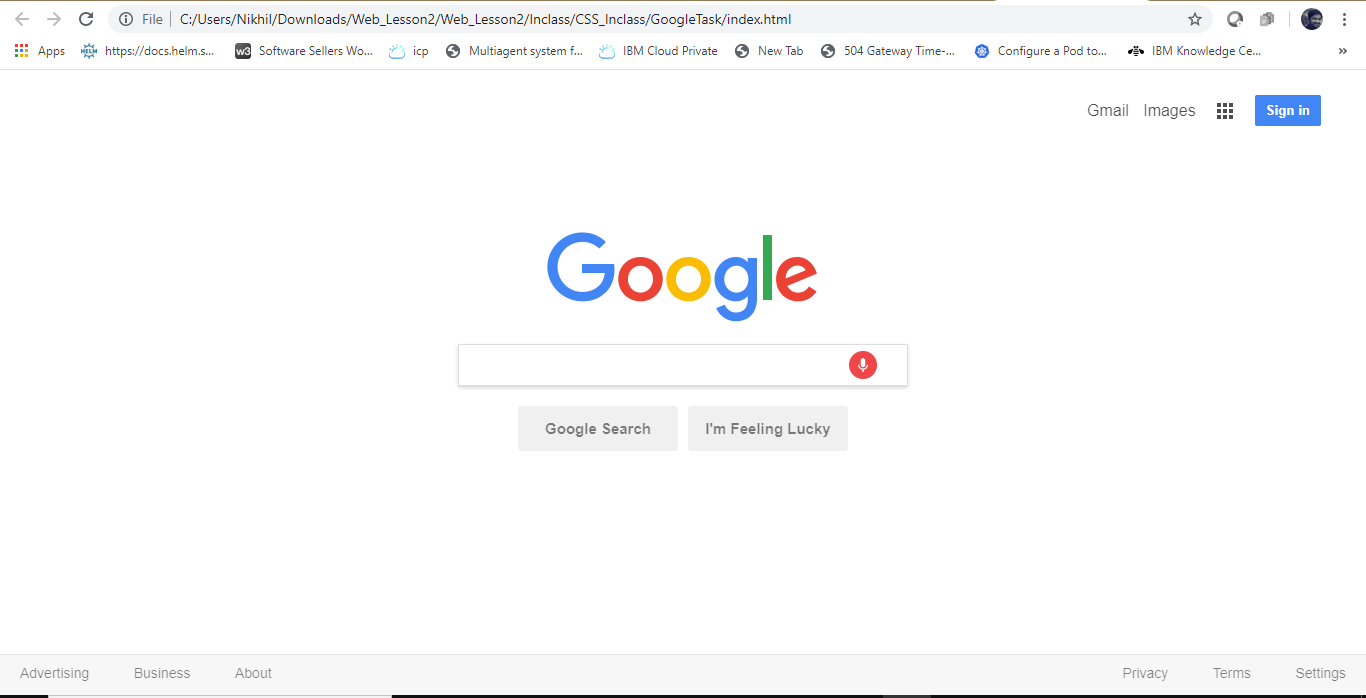 File C:/Users/Nikhil/Downloads/Web_Lesson2/Web_Lesson2/Inclass/CSS_Inclass/GoogleTask/index.html
Apps HELM https://docs.helm.s... w3 Software Sellers Wo... icp Multiagent system f... IBM Cloud Private New Tab 504 Gateway Time-... Configure a Pod to... IBM Knowledge Ce... »
Gmail Images Sign in
Google
Google Search I'm Feeling Lucky
Advertising Business About Privacy Terms Settings